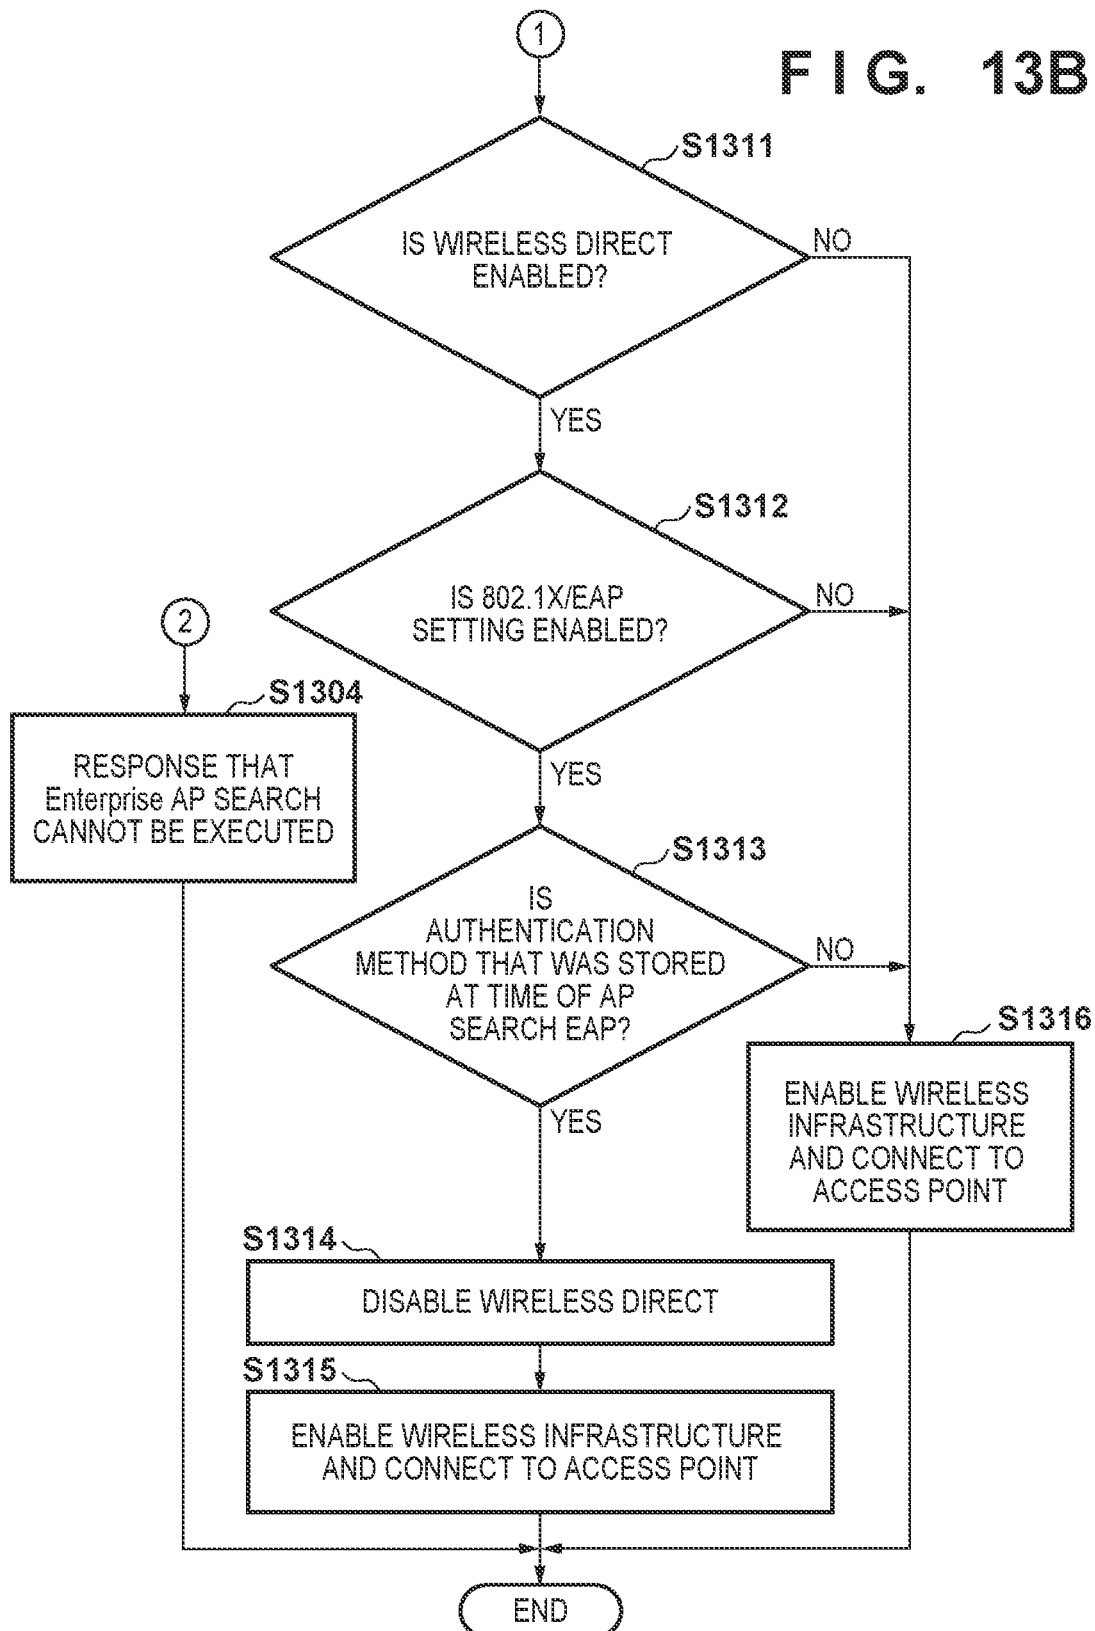 1
FIG. 13B
S1311
IS WIRELESS DIRECT
ENABLED?
NO
YES
S1312
IS 802.1X/EAP
SETTING ENABLED?
NO
YES
2
S1304
RESPONSE THAT
Enterprise AP SEARCH
CANNOT BE EXECUTED
S1313
IS
AUTHENTICATION
METHOD THAT WAS STORED
AT TIME OF AP
SEARCH EAP?
NO
YES
S1316
ENABLE WIRELESS
INFRASTRUCTURE
AND CONNECT TO
ACCESS POINT
S1314
DISABLE WIRELESS DIRECT
S1315
ENABLE WIRELESS INFRASTRUCTURE
AND CONNECT TO ACCESS POINT
END